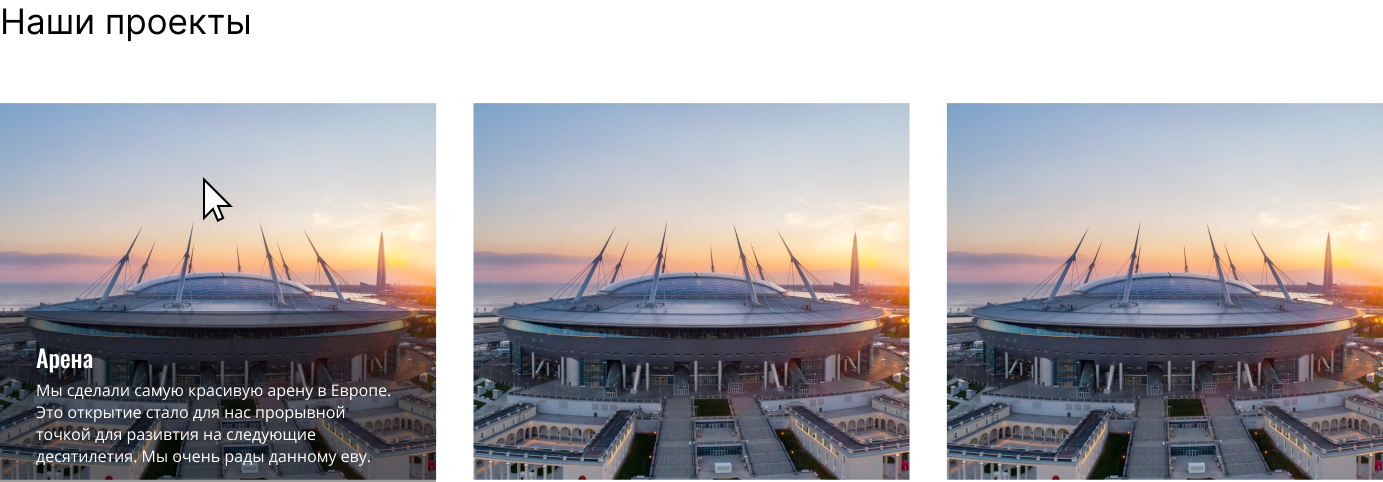 Наши проекты
Арена
Мы сделали самую красивую арену в Европе.
Это открытие стало для нас прорывной
точкой для разивтия на следующие
десятилетия. Мы очень рады данному еву.